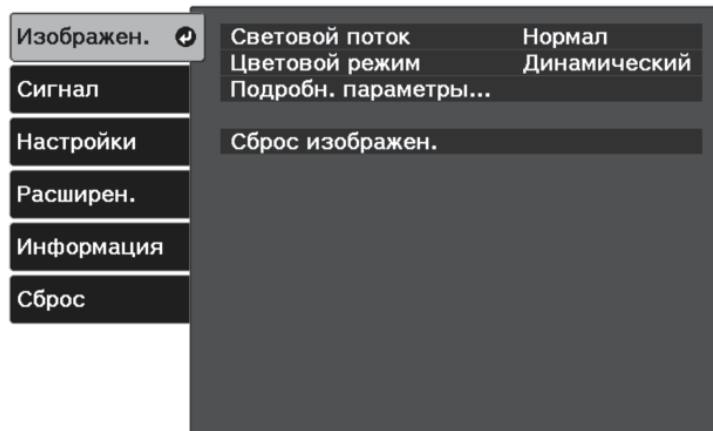 Изображен.
Сигнал
Настройки
Расширен.
Информация
Сброс
Световой поток Нормал
Цветовой режим Динамический
Подробн. параметры...
Сброс изображен.